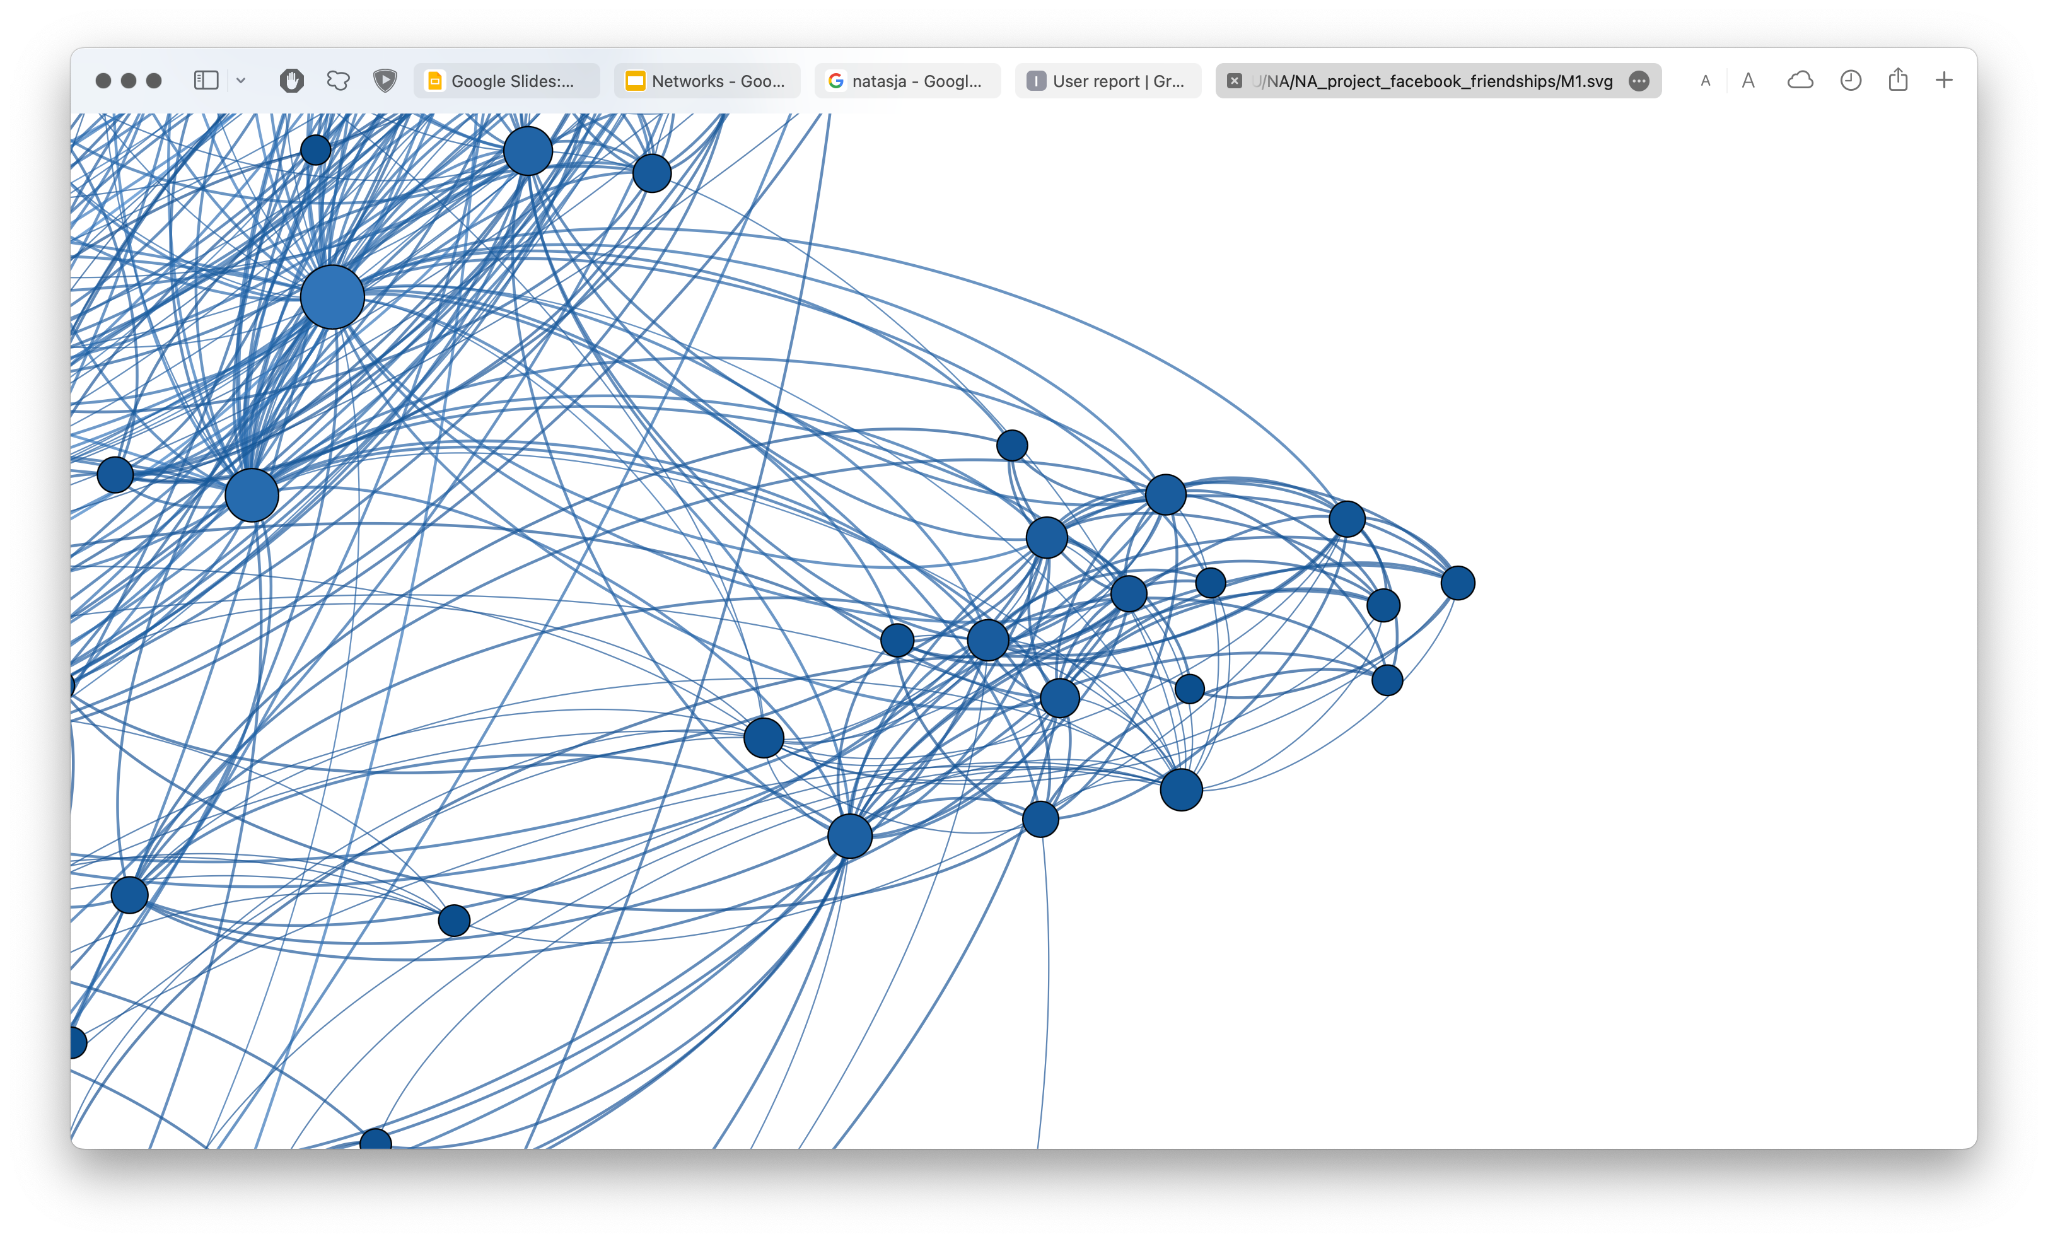 Google Slides:...
Networks - Goo...
natasja - Googl...
User report | Gr...
/NA/NA_project_facebook_friendships/M1.svg
A
A